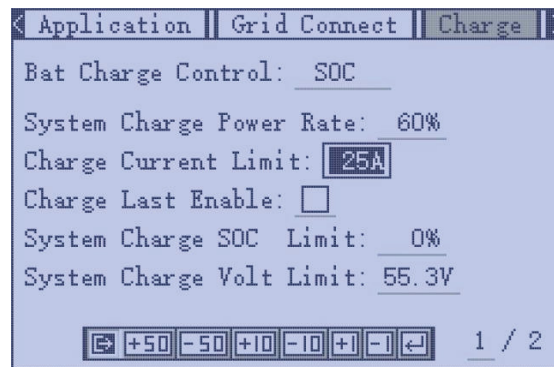 Application Grid Connect Charge
Bat Charge Control: SOC
System Charge Power Rate: 60%
Charge Current Limit: 25A
Charge Last Enable:
System Charge SOC Limit: 0%
System Charge Volt Limit: 55.3V
+50 -50 +10 -10 +1 -1 1 / 2